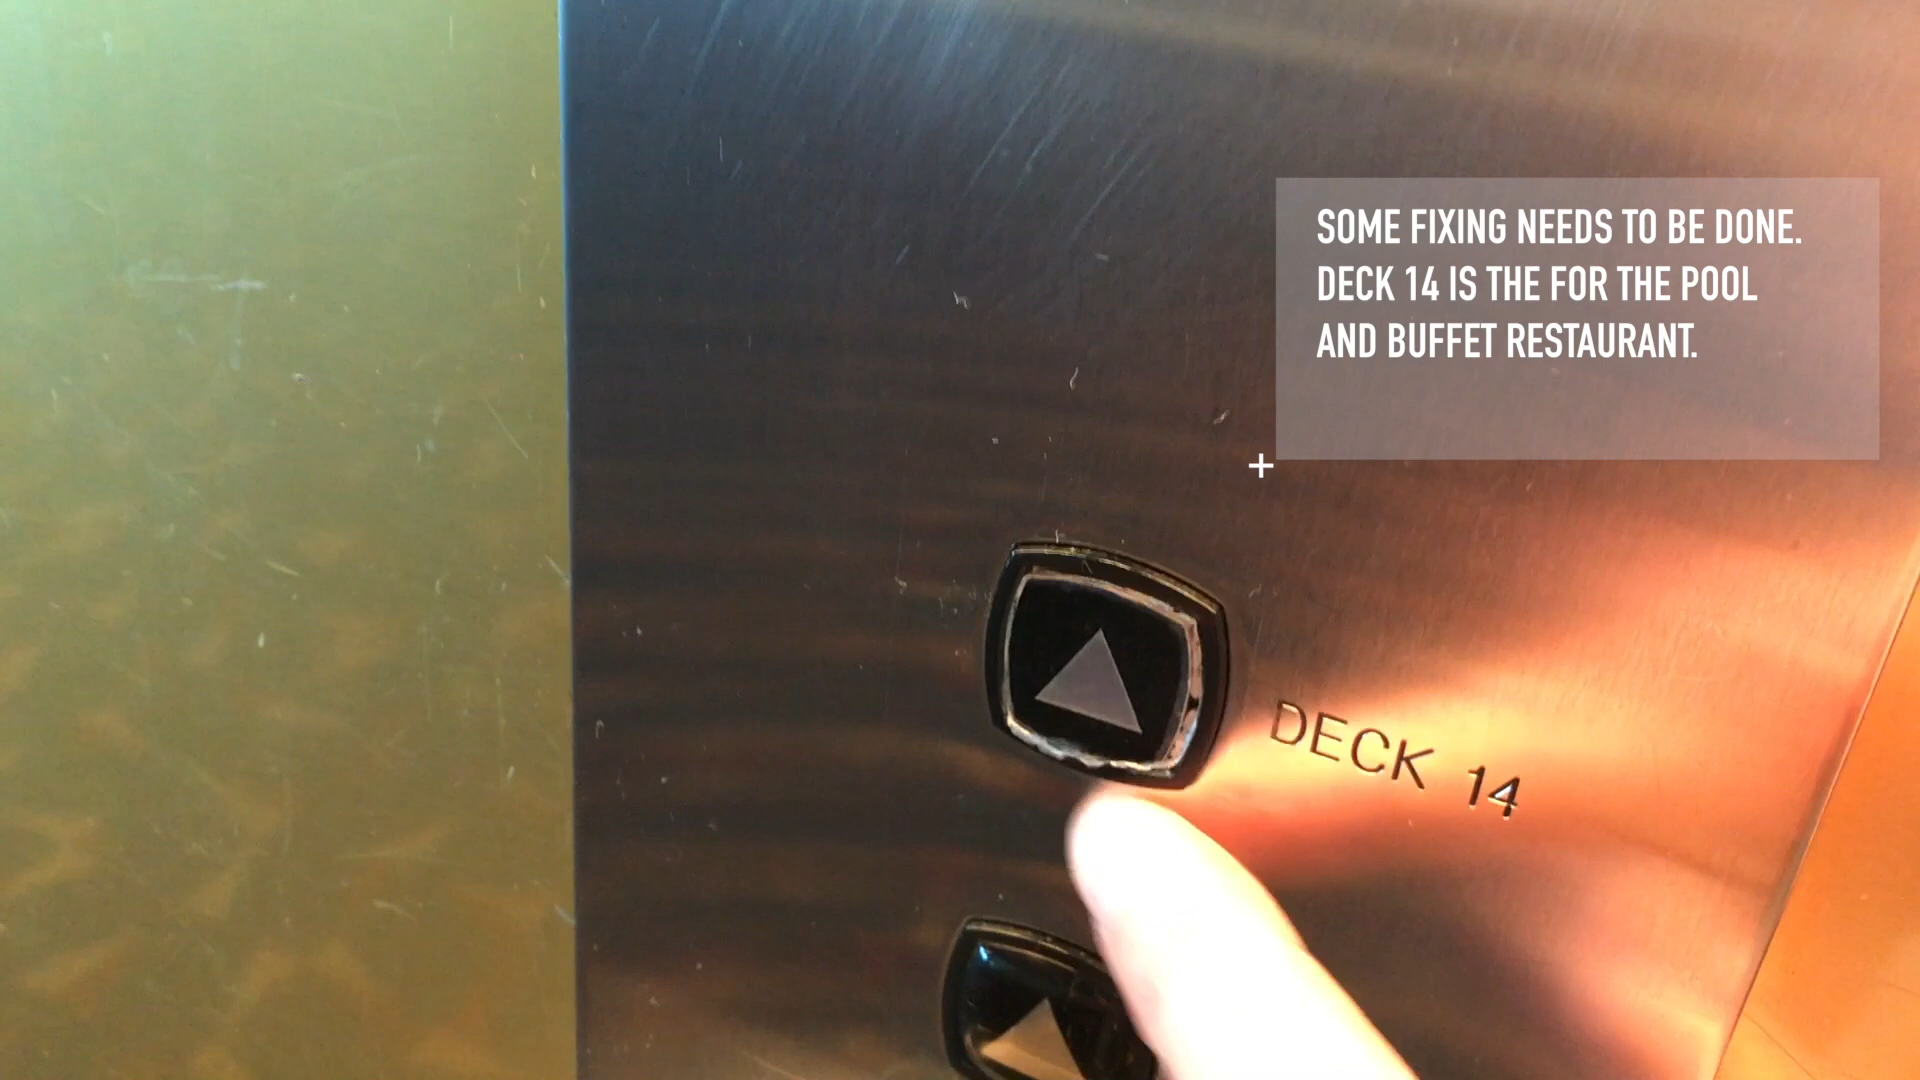 SOME FIXING NEEDS TO BE DONE.
DECK 14 IS THE FOR THE POOL
AND BUFFET RESTAURANT.
DECK 14